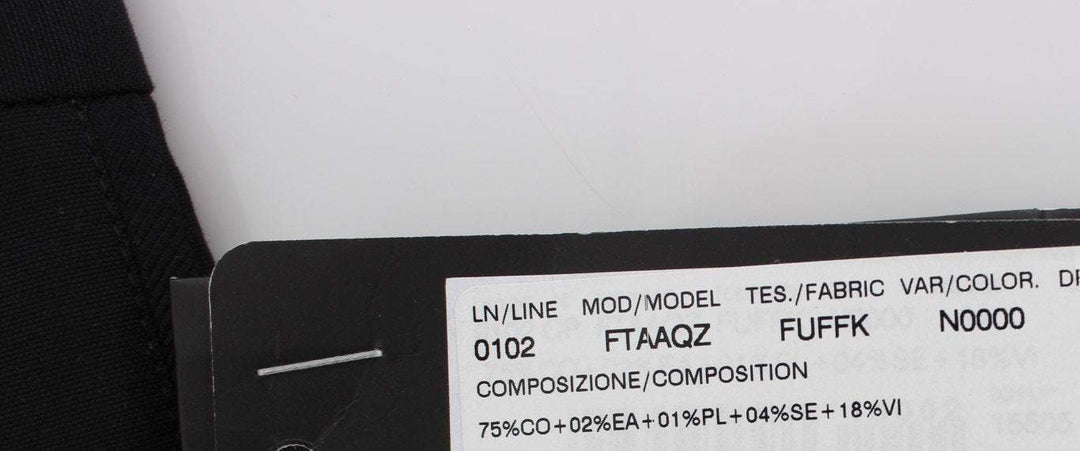 LN/LINE MOD/MODEL TES./FABRIC VAR/COLOR.
0102 FTAAQZ FUFFK N0000
COMPOSIZIONE/COMPOSITION
75%CO+02%EA+01%PL+04%SE+18%VI